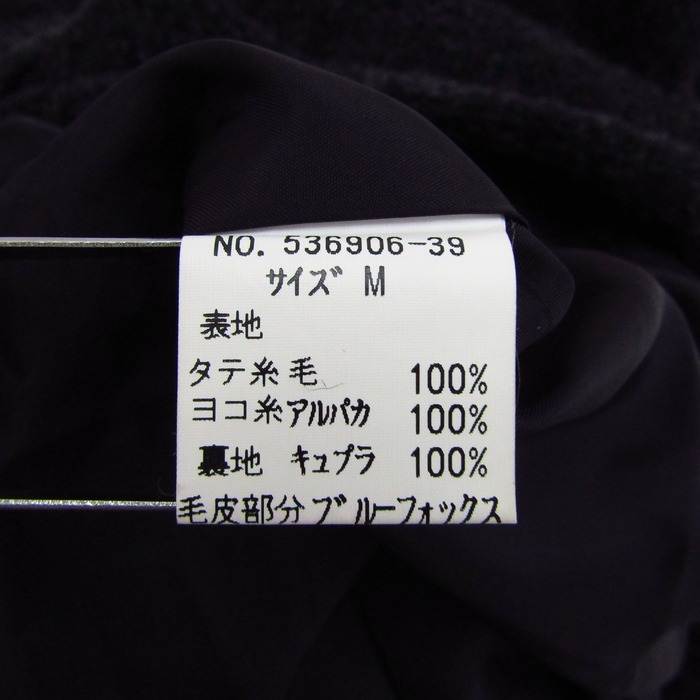 NO. 536906-39
サイズ M
表地
タテ糸毛 100%
ヨコ糸アルパカ 100%
裏地 キュプラ 100%
毛皮部分ブルーフォックス